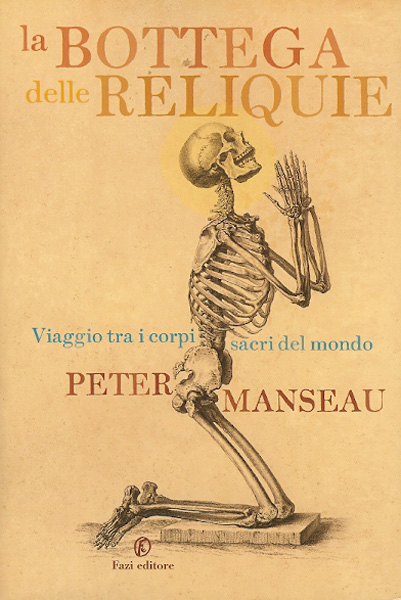 la BOTTEGA
delle RELIQUIE
Viaggio tra i corpi sacri del mondo
PETER MANSEAU
Fazi editore